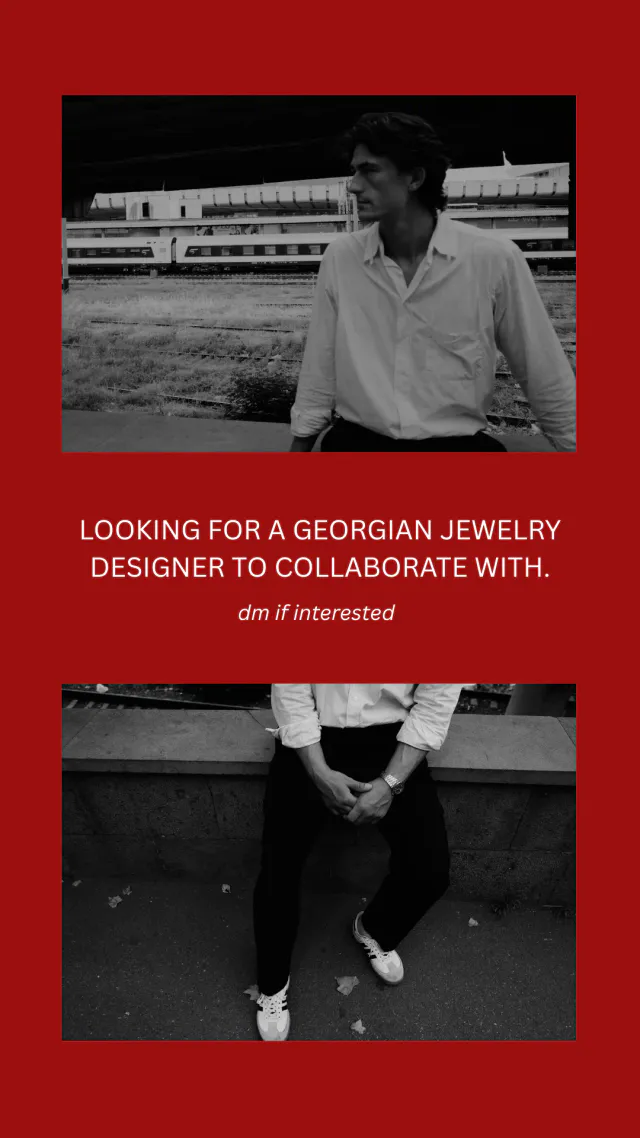 LOOKING FOR A GEORGIAN JEWELRY
DESIGNER TO COLLABORATE WITH.
dm if interested